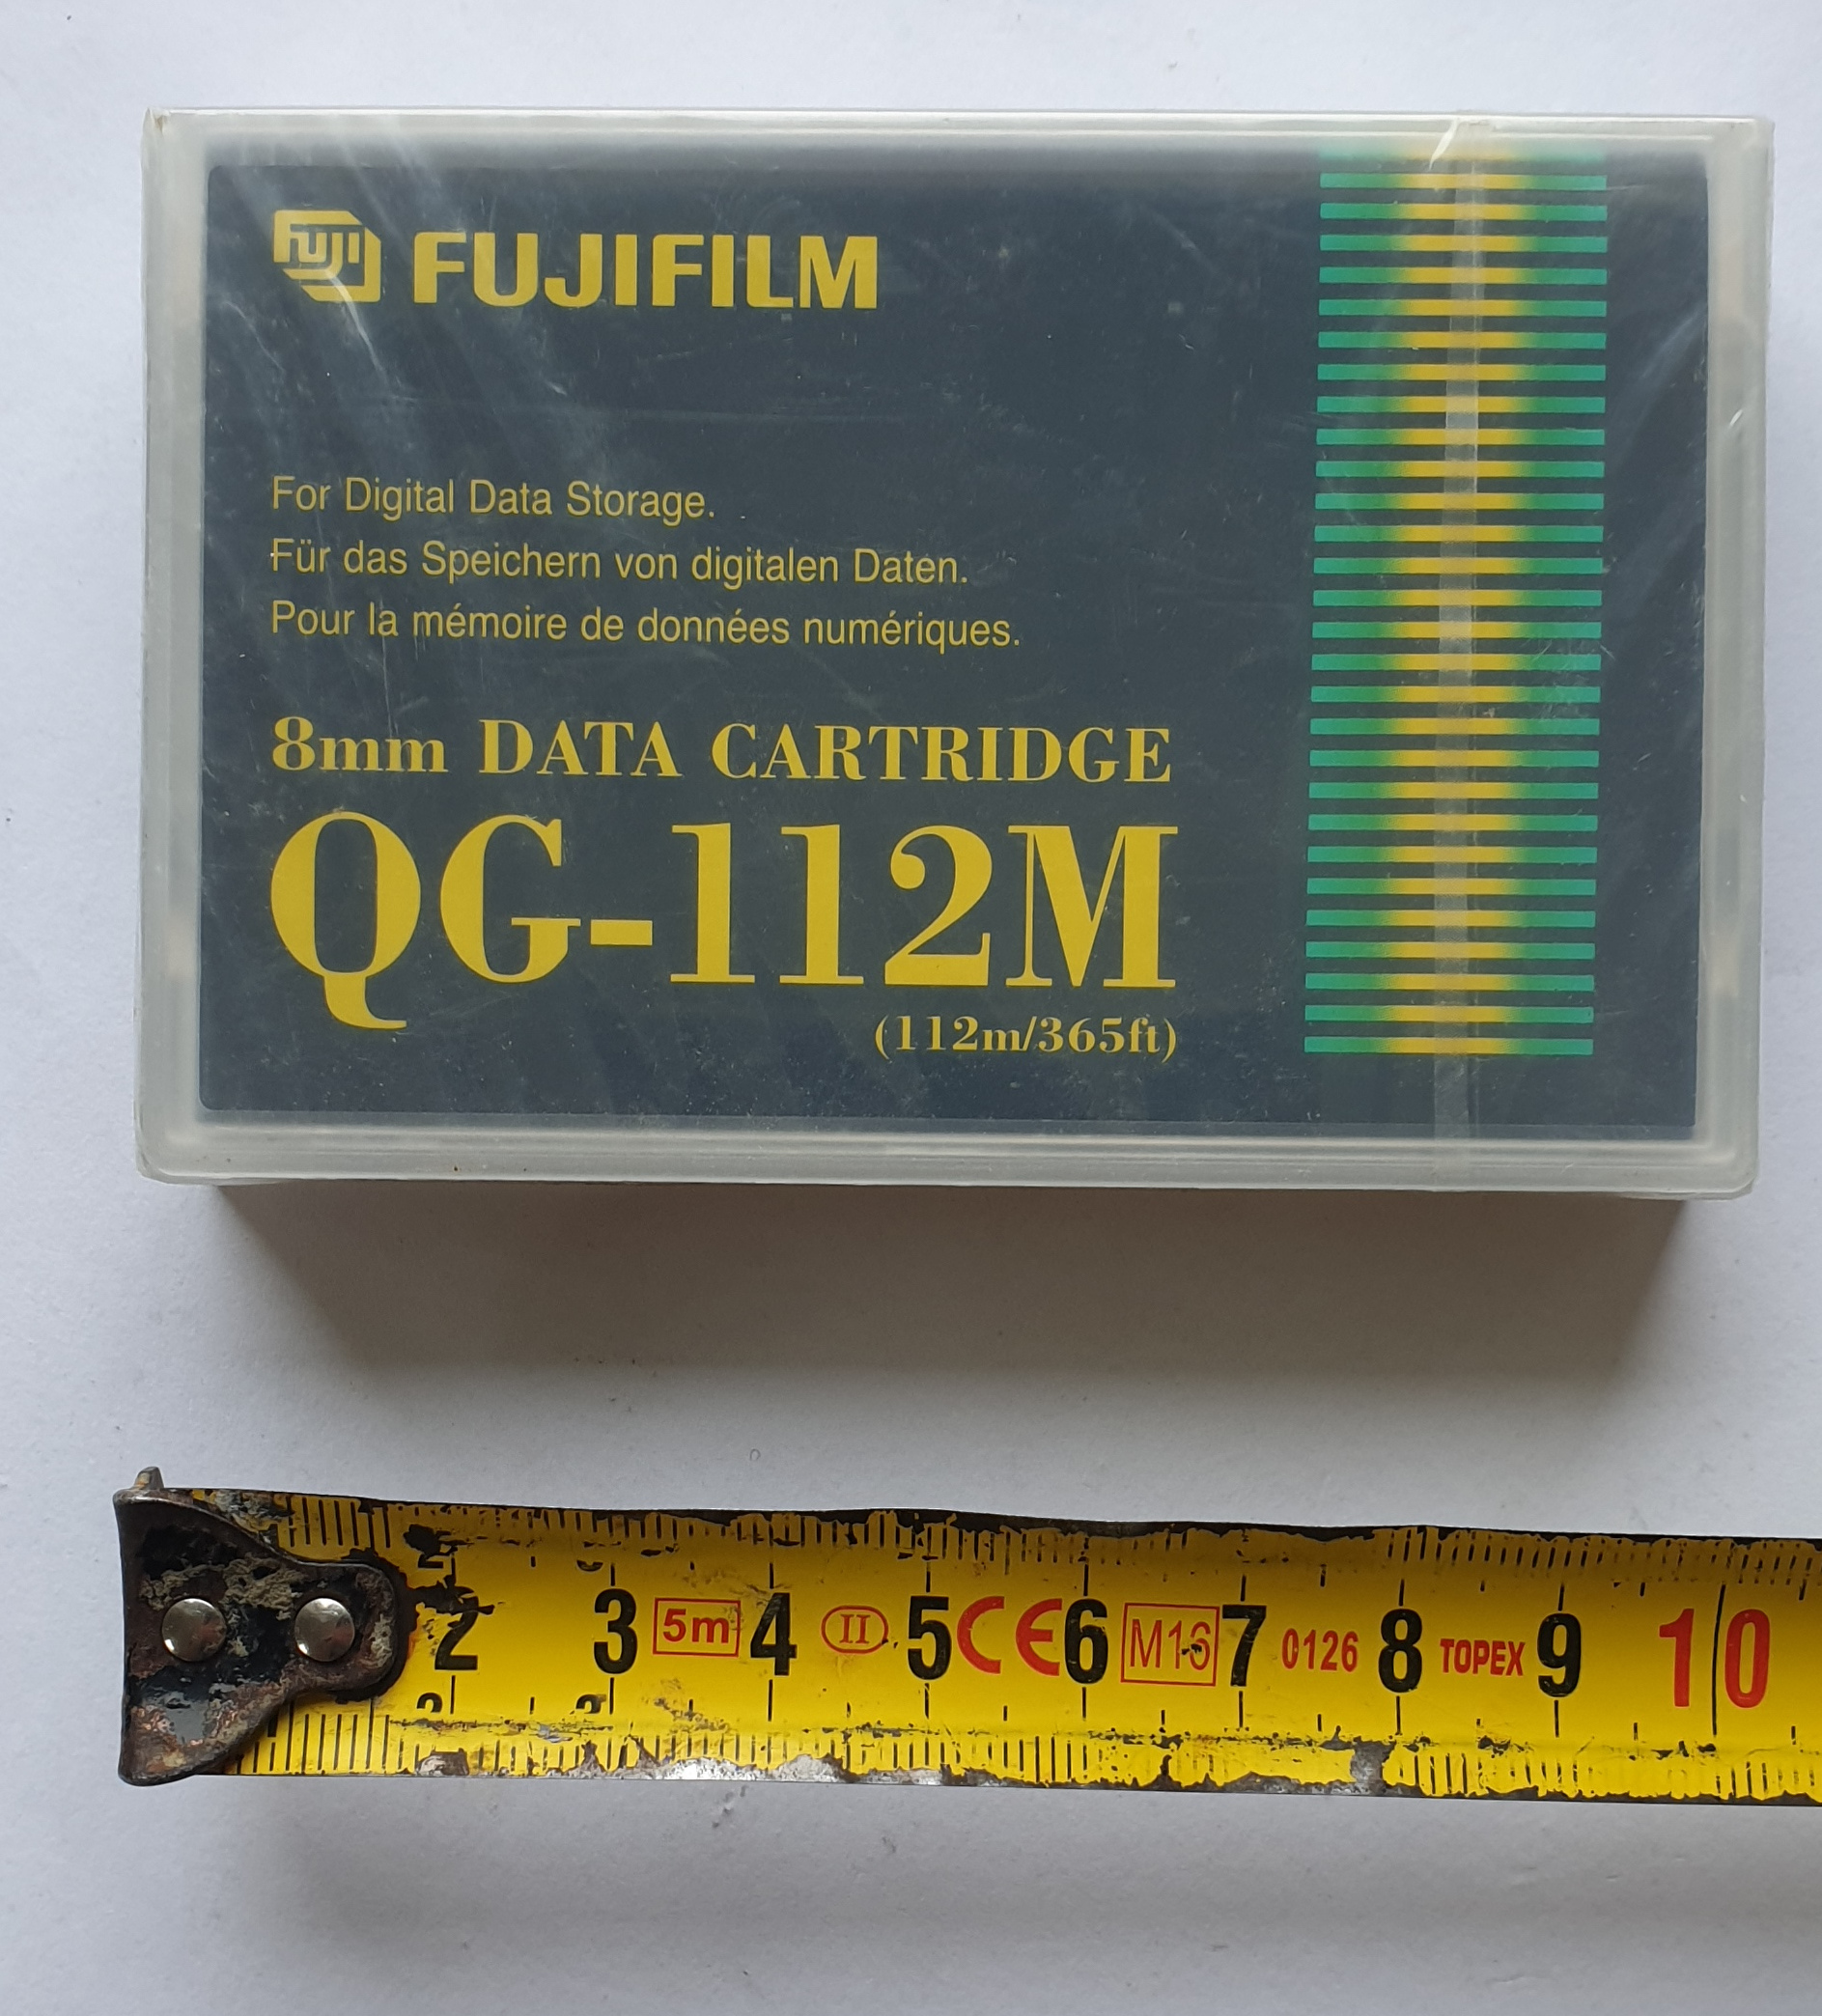 Fuji FUJIFILM
For Digital Data Storage.
Für das Speichern von digitalen Daten.
Pour la mémoire de données numériques.
8mm DATA CARTRIDGE
QG-112M
(112m/365ft)
2 3 5m 4 II 5 CE 6 M16 7 0126 8 TOPEX 9 10